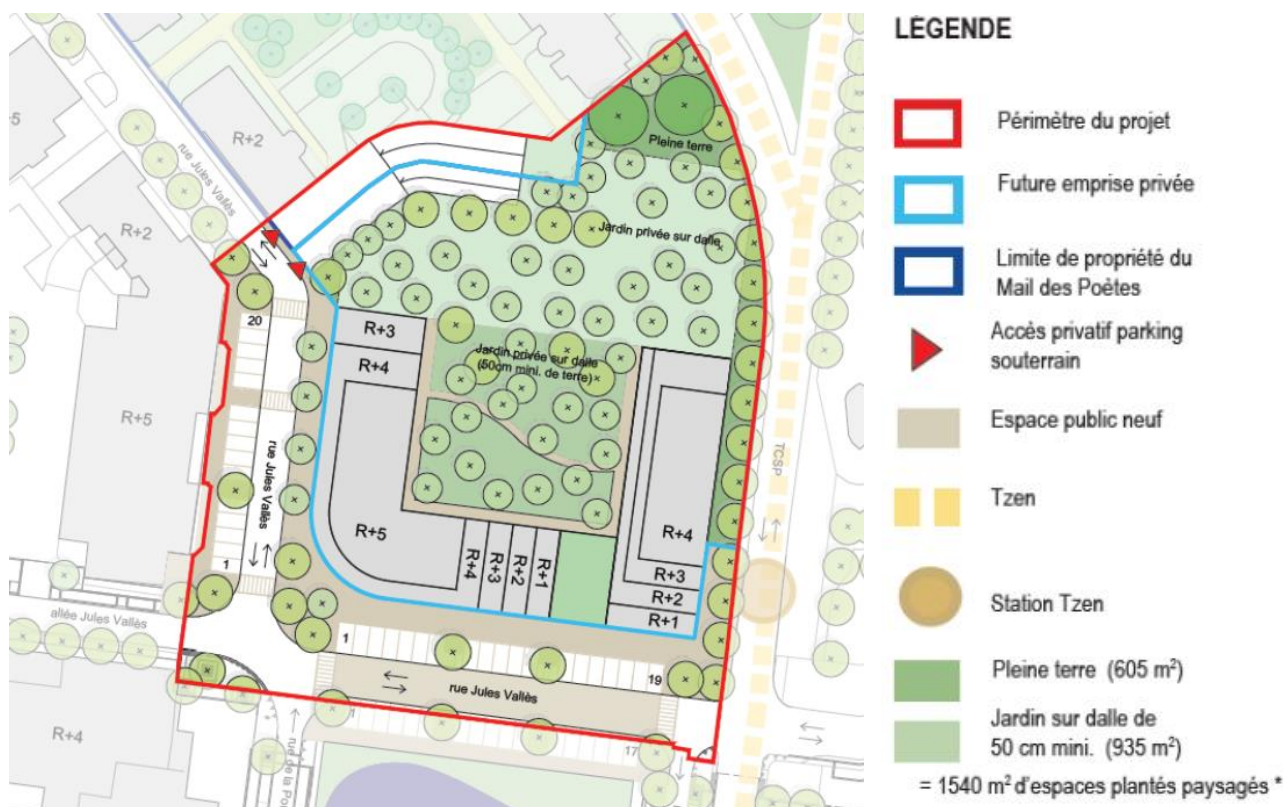 R+5
R+2
rue Jules Vallès
R+2
R+5
20
1
rue Jules Vallès
allée Jules Vallès
R+4
Pleine terre
Jardin privée sur dalle
R+3
R+4
Jardin privée sur dalle
(50cm mini. de terre)
R+5
R+4
R+3
R+2
R+1
R+4
R+3
R+2
R+1
TCSP
1
19
rue Jules Vallès
1
17
LÉGENDE
Périmètre du projet
Future emprise privée
Limite de propriété du
Mail des Poètes
Accès privatif parking
souterrain
Espace public neuf
Tzen
Station Tzen
Pleine terre (605 m²)
Jardin sur dalle de
50 cm mini. (935 m²)
= 1540 m² d'espaces plantés paysagés *